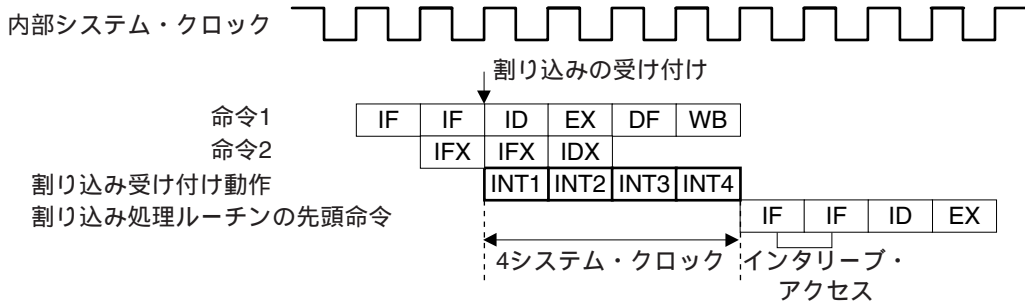 内部システム・クロック
割り込みの受け付け
命令1 IF IF ID EX DF WB
命令2 IFX IFX IDX
割り込み受け付け動作 INT1 INT2 INT3 INT4
割り込み処理ルーチンの先頭命令 IF IF ID EX
4システム・クロック
インタリーブ・
アクセス